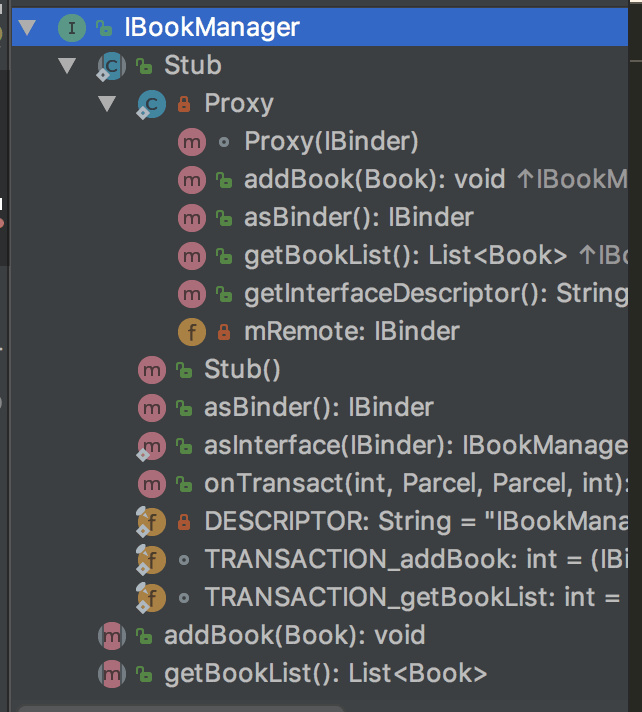 IBookManager
Stub
Proxy
Proxy(IBinder)
addBook(Book): void ↑IBookM
asBinder(): IBinder
getBookList(): List<Book> ↑IBo
getInterfaceDescriptor(): String
mRemote: IBinder
Stub()
asBinder(): IBinder
asInterface(IBinder): IBookManage
onTransact(int, Parcel, Parcel, int):
DESCRIPTOR: String = "IBookMana
TRANSACTION_addBook: int = (IBi
TRANSACTION_getBookList: int =
addBook(Book): void
getBookList(): List<Book>